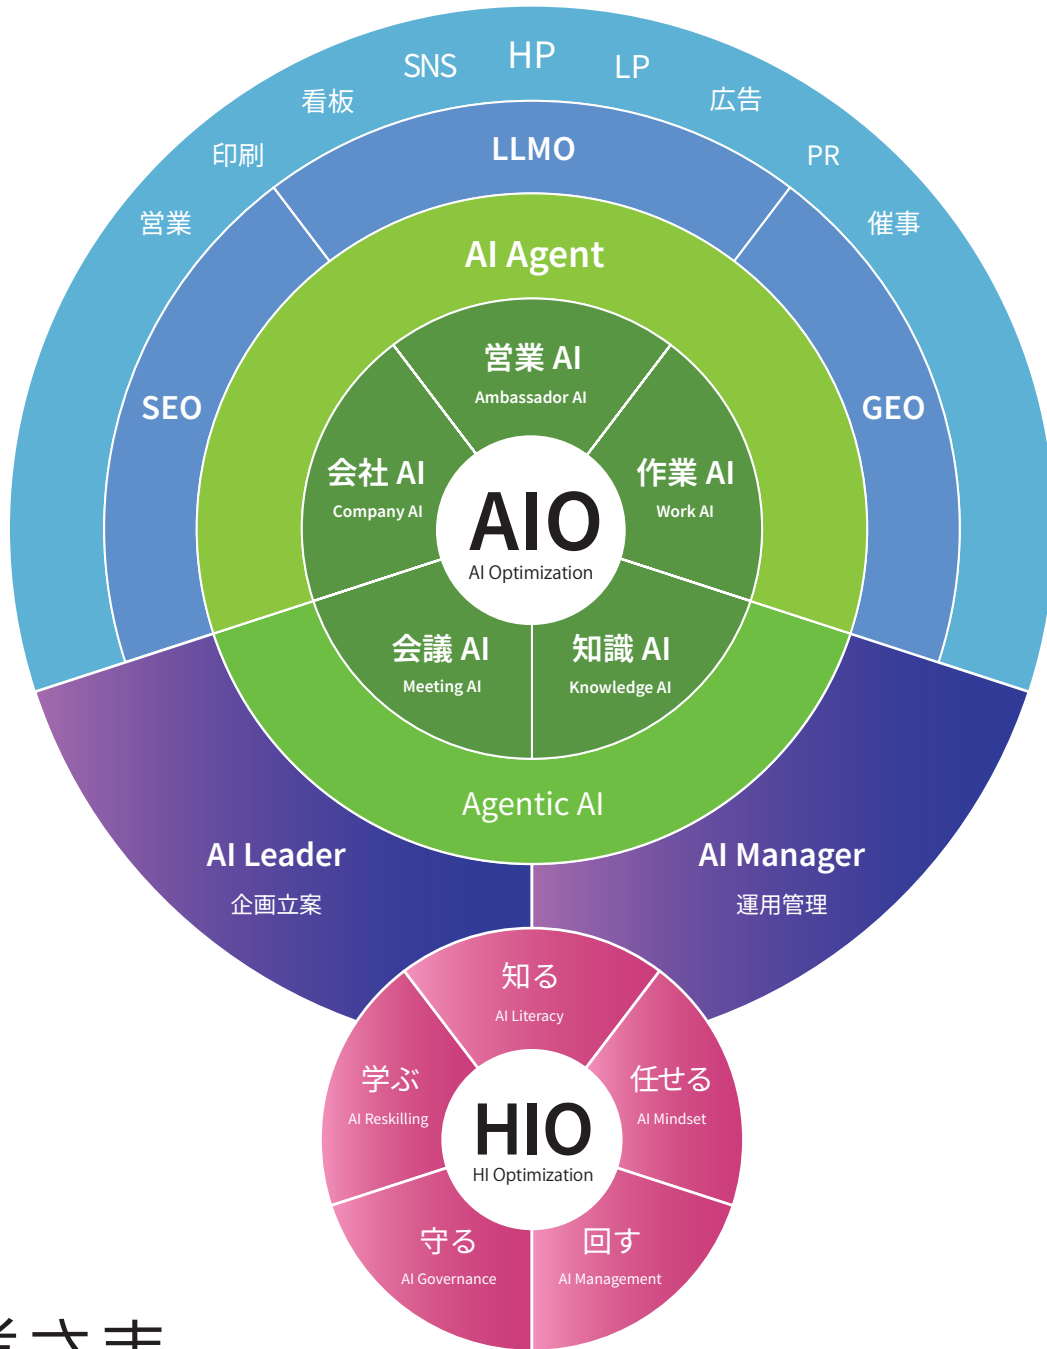 HP
SNS
LP
看板
広告
印刷
PR
営業
催事
LLMO
SEO
GEO
AI Agent
営業 AI
Ambassador AI
会社 AI
Company AI
作業 AI
Work AI
AIO
AI Optimization
会議 AI
Meeting AI
知識 AI
Knowledge AI
Agentic AI
AI Leader
企画立案
AI Manager
運用管理
知る
AI Literacy
学ぶ
AI Reskilling
任せる
AI Mindset
HIO
HI Optimization
守る
AI Governance
回す
AI Management